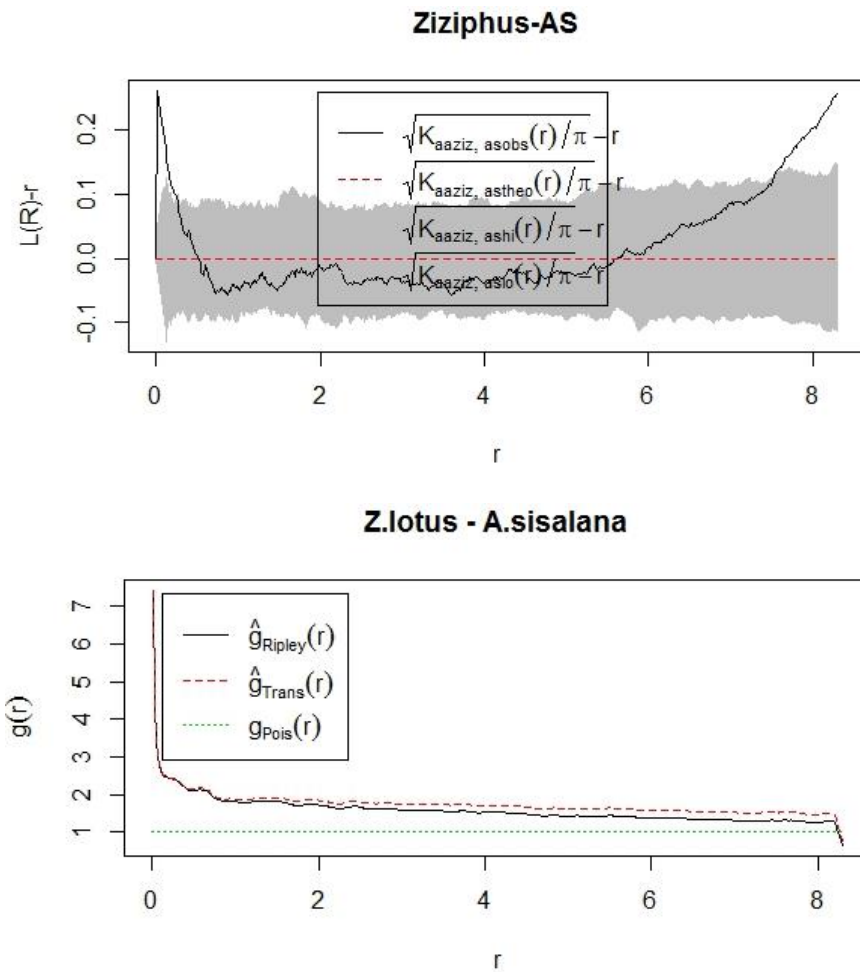 Ziziphus-AS
L(R)-r
0.2
0.1
0.0
-0.1
√K_aaziz, asobs(r)/π − r
√K_aaziz, astheo(r)/π − r
√K_aaziz, ashi(r)/π − r
√K_aaziz, aslo(r)/π − r
0 2 4 6 8
r
Z.lotus - A.sisalana
g(r)
7
6
5
4
3
2
1
ĝ_Ripley(r)
ĝ_Trans(r)
g_Pois(r)
0 2 4 6 8
r